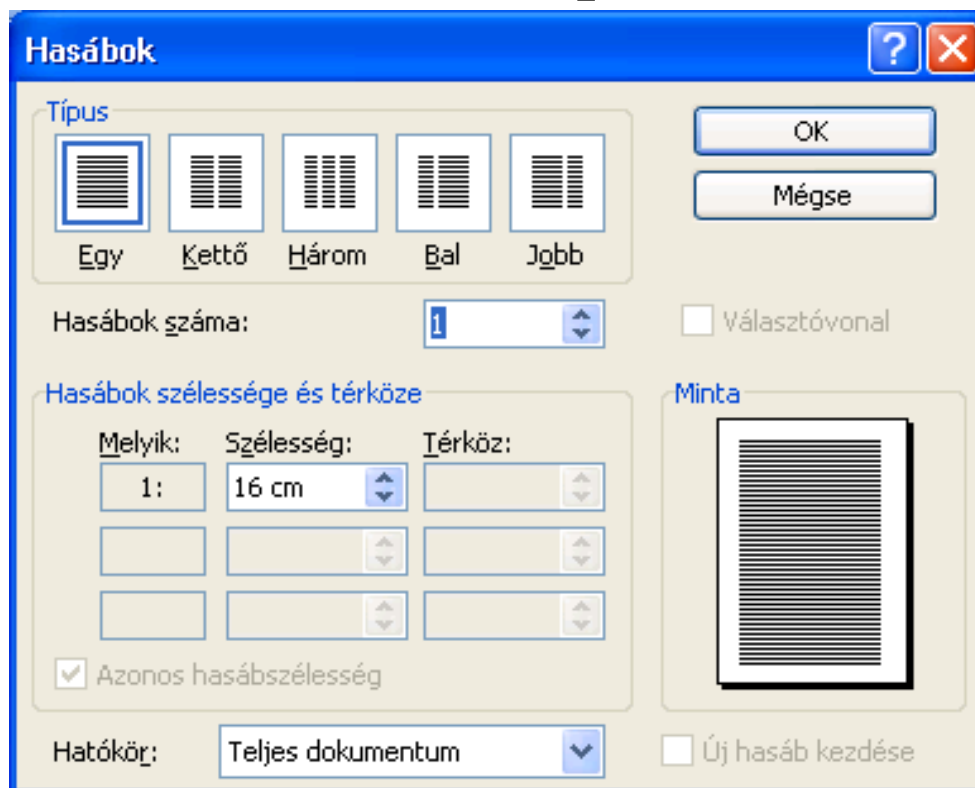 Hasábok
Típus
OK
Mégse
Egy Kettő Három Bal Jobb
Hasábok száma: 1 Választóvonal
Hasábok szélessége és térköze
Minta
Melyik: Szélesség: Térköz:
1: 16 cm
Azonos hasábszélesség
Hatókör: Teljes dokumentum Új hasáb kezdése